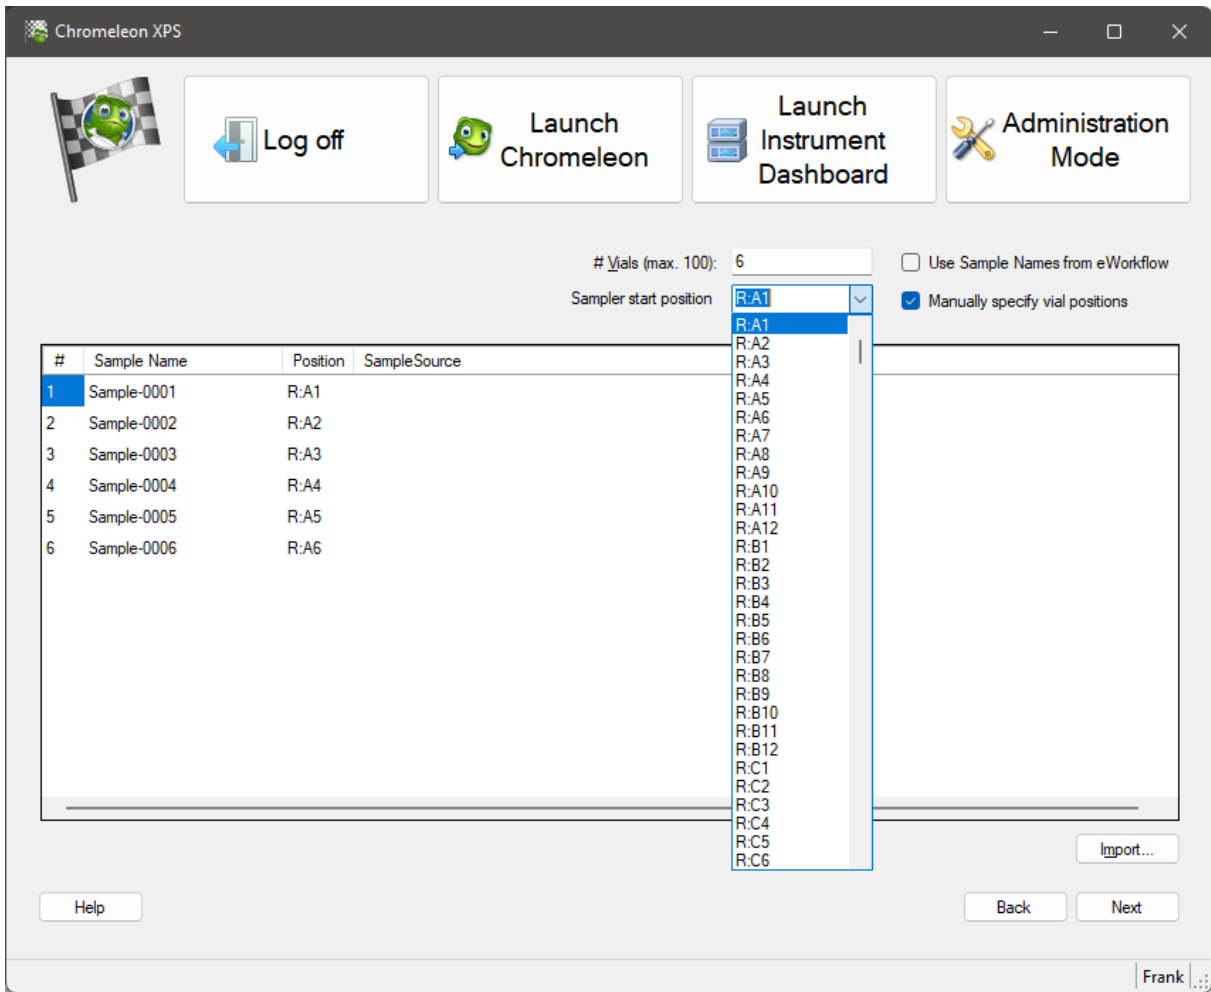 Chromeleon XPS
Log off
Launch
Chromeleon
Launch
Instrument
Dashboard
Administration
Mode
# Vials (max. 100): 6
Use Sample Names from eWorkflow
Sampler start position R:A1
Manually specify vial positions
# Sample Name Position SampleSource
1 Sample-0001 R:A1
2 Sample-0002 R:A2
3 Sample-0003 R:A3
4 Sample-0004 R:A4
5 Sample-0005 R:A5
6 Sample-0006 R:A6
R:A1
R:A2
R:A3
R:A4
R:A5
R:A6
R:A7
R:A8
R:A9
R:A10
R:A11
R:A12
R:B1
R:B2
R:B3
R:B4
R:B5
R:B6
R:B7
R:B8
R:B9
R:B10
R:B11
R:B12
R:C1
R:C2
R:C3
R:C4
R:C5
R:C6
Import...
Help
Back
Next
Frank